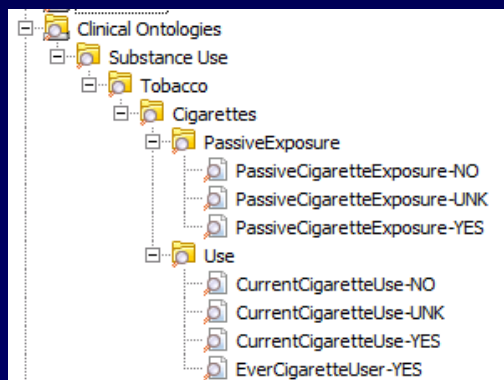 Clinical Ontologies
Substance Use
Tobacco
Cigarettes
PassiveExposure
PassiveCigaretteExposure-NO
PassiveCigaretteExposure-UNK
PassiveCigaretteExposure-YES
Use
CurrentCigaretteUse-NO
CurrentCigaretteUse-UNK
CurrentCigaretteUse-YES
EverCigaretteUser-YES